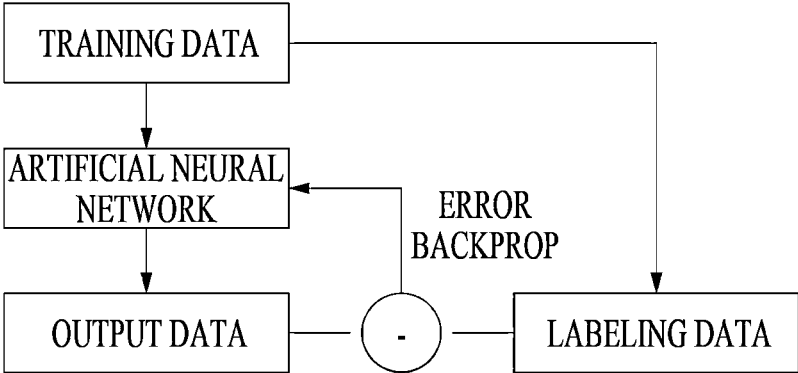 TRAINING DATA
ARTIFICIAL NEURAL
NETWORK
ERROR
BACKPROP
OUTPUT DATA
-
LABELING DATA